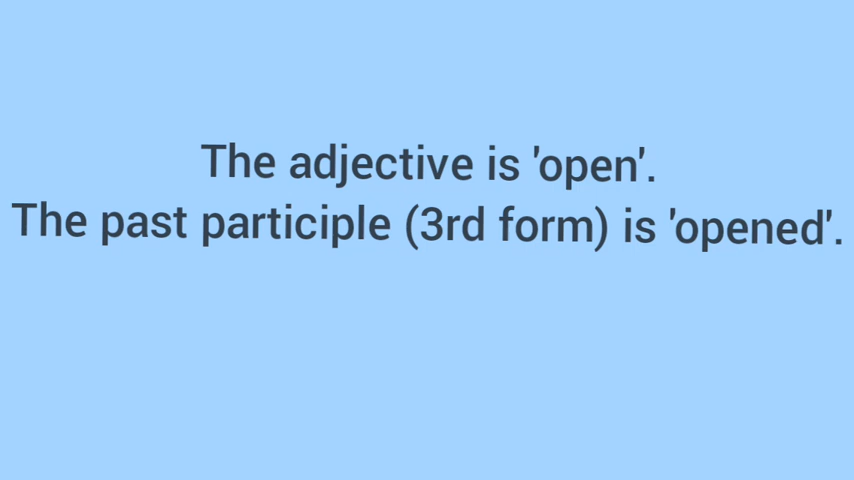 The adjective is 'open'.
The past participle (3rd form) is 'opened'.